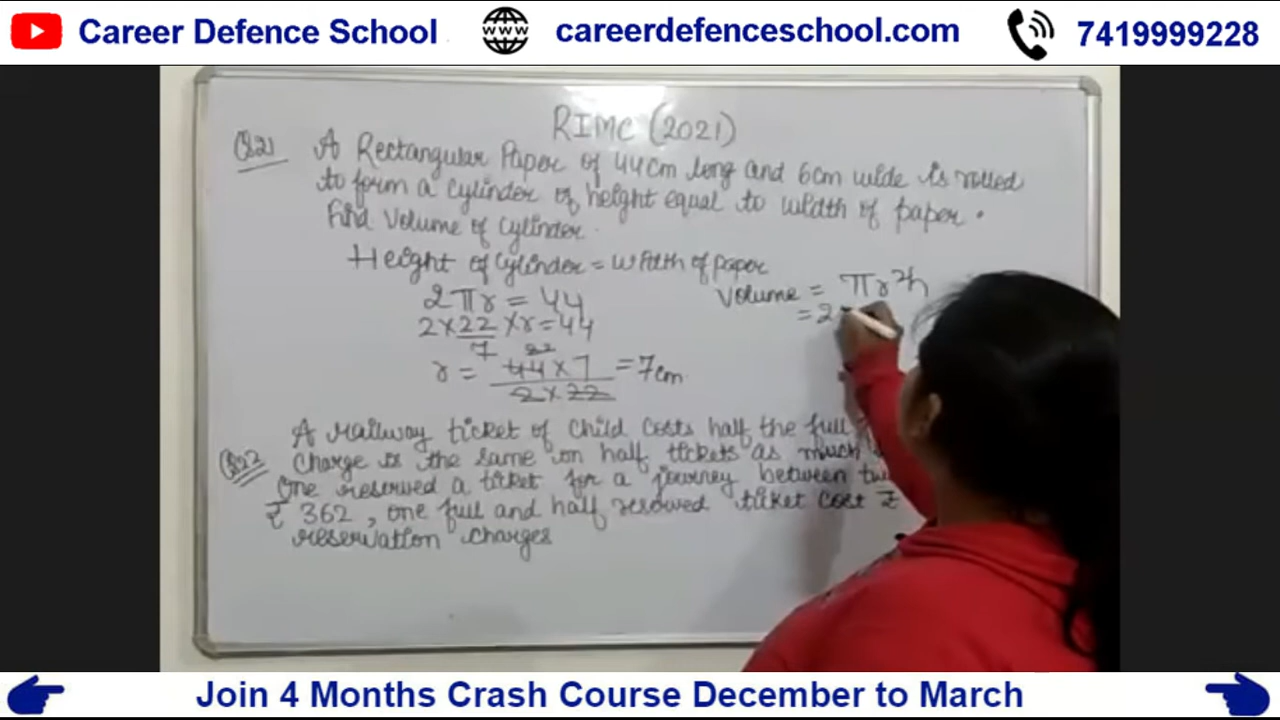 Career Defence School
www
careerdefenceschool.com
7419999228
RIMC (2021)
Q21 A Rectangular Paper of 44cm long and 6cm wide is rolled
to form a cylinder of height equal to width of paper.
Find Volume of cylinder.
Height of cylinder = width of paper
2πr = 44
2×22/7 ×r=44
r = 44×7/2×22 = 7cm
22
Volume = πr²h
= 2
Q22 A railway ticket of child costs half the full
charge is the same on half tickets as much
One reserved a ticket for a journey between
₹ 362, one full and half reserved ticket cost ₹
reservation charges
Join 4 Months Crash Course December to March